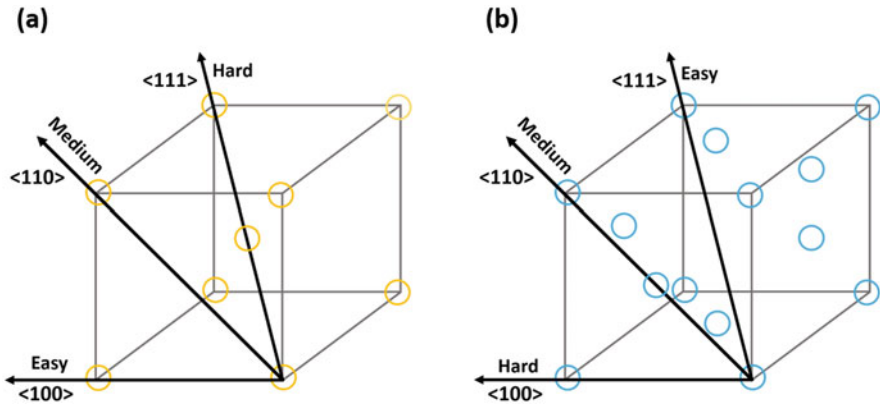 (a)
<111>
Hard
Medium
<110>
Easy
<100>
(b)
<111>
Easy
Medium
<110>
Hard
<100>